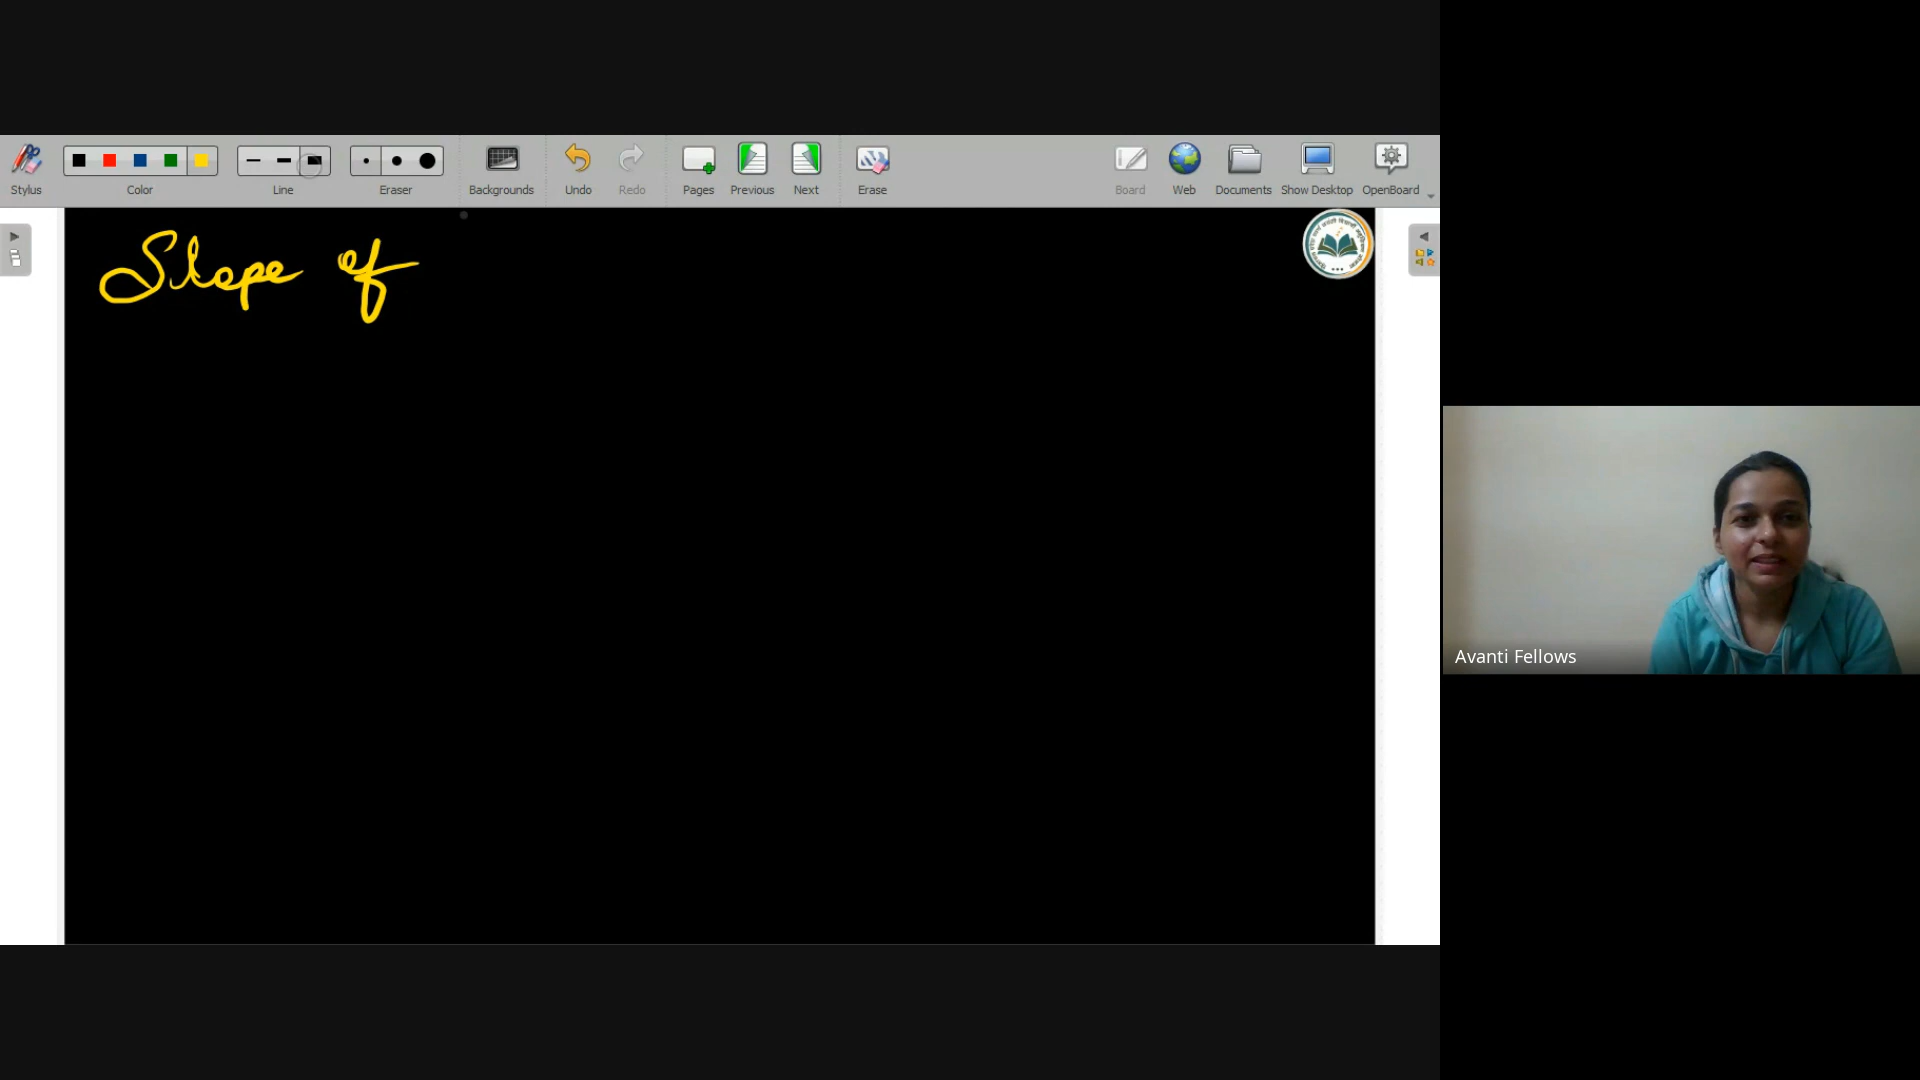 Stylus Color Line Eraser Backgrounds Undo Redo Pages Previous Next Erase Board Web Documents Show Desktop OpenBoard
Slope of
Avanti Fellows